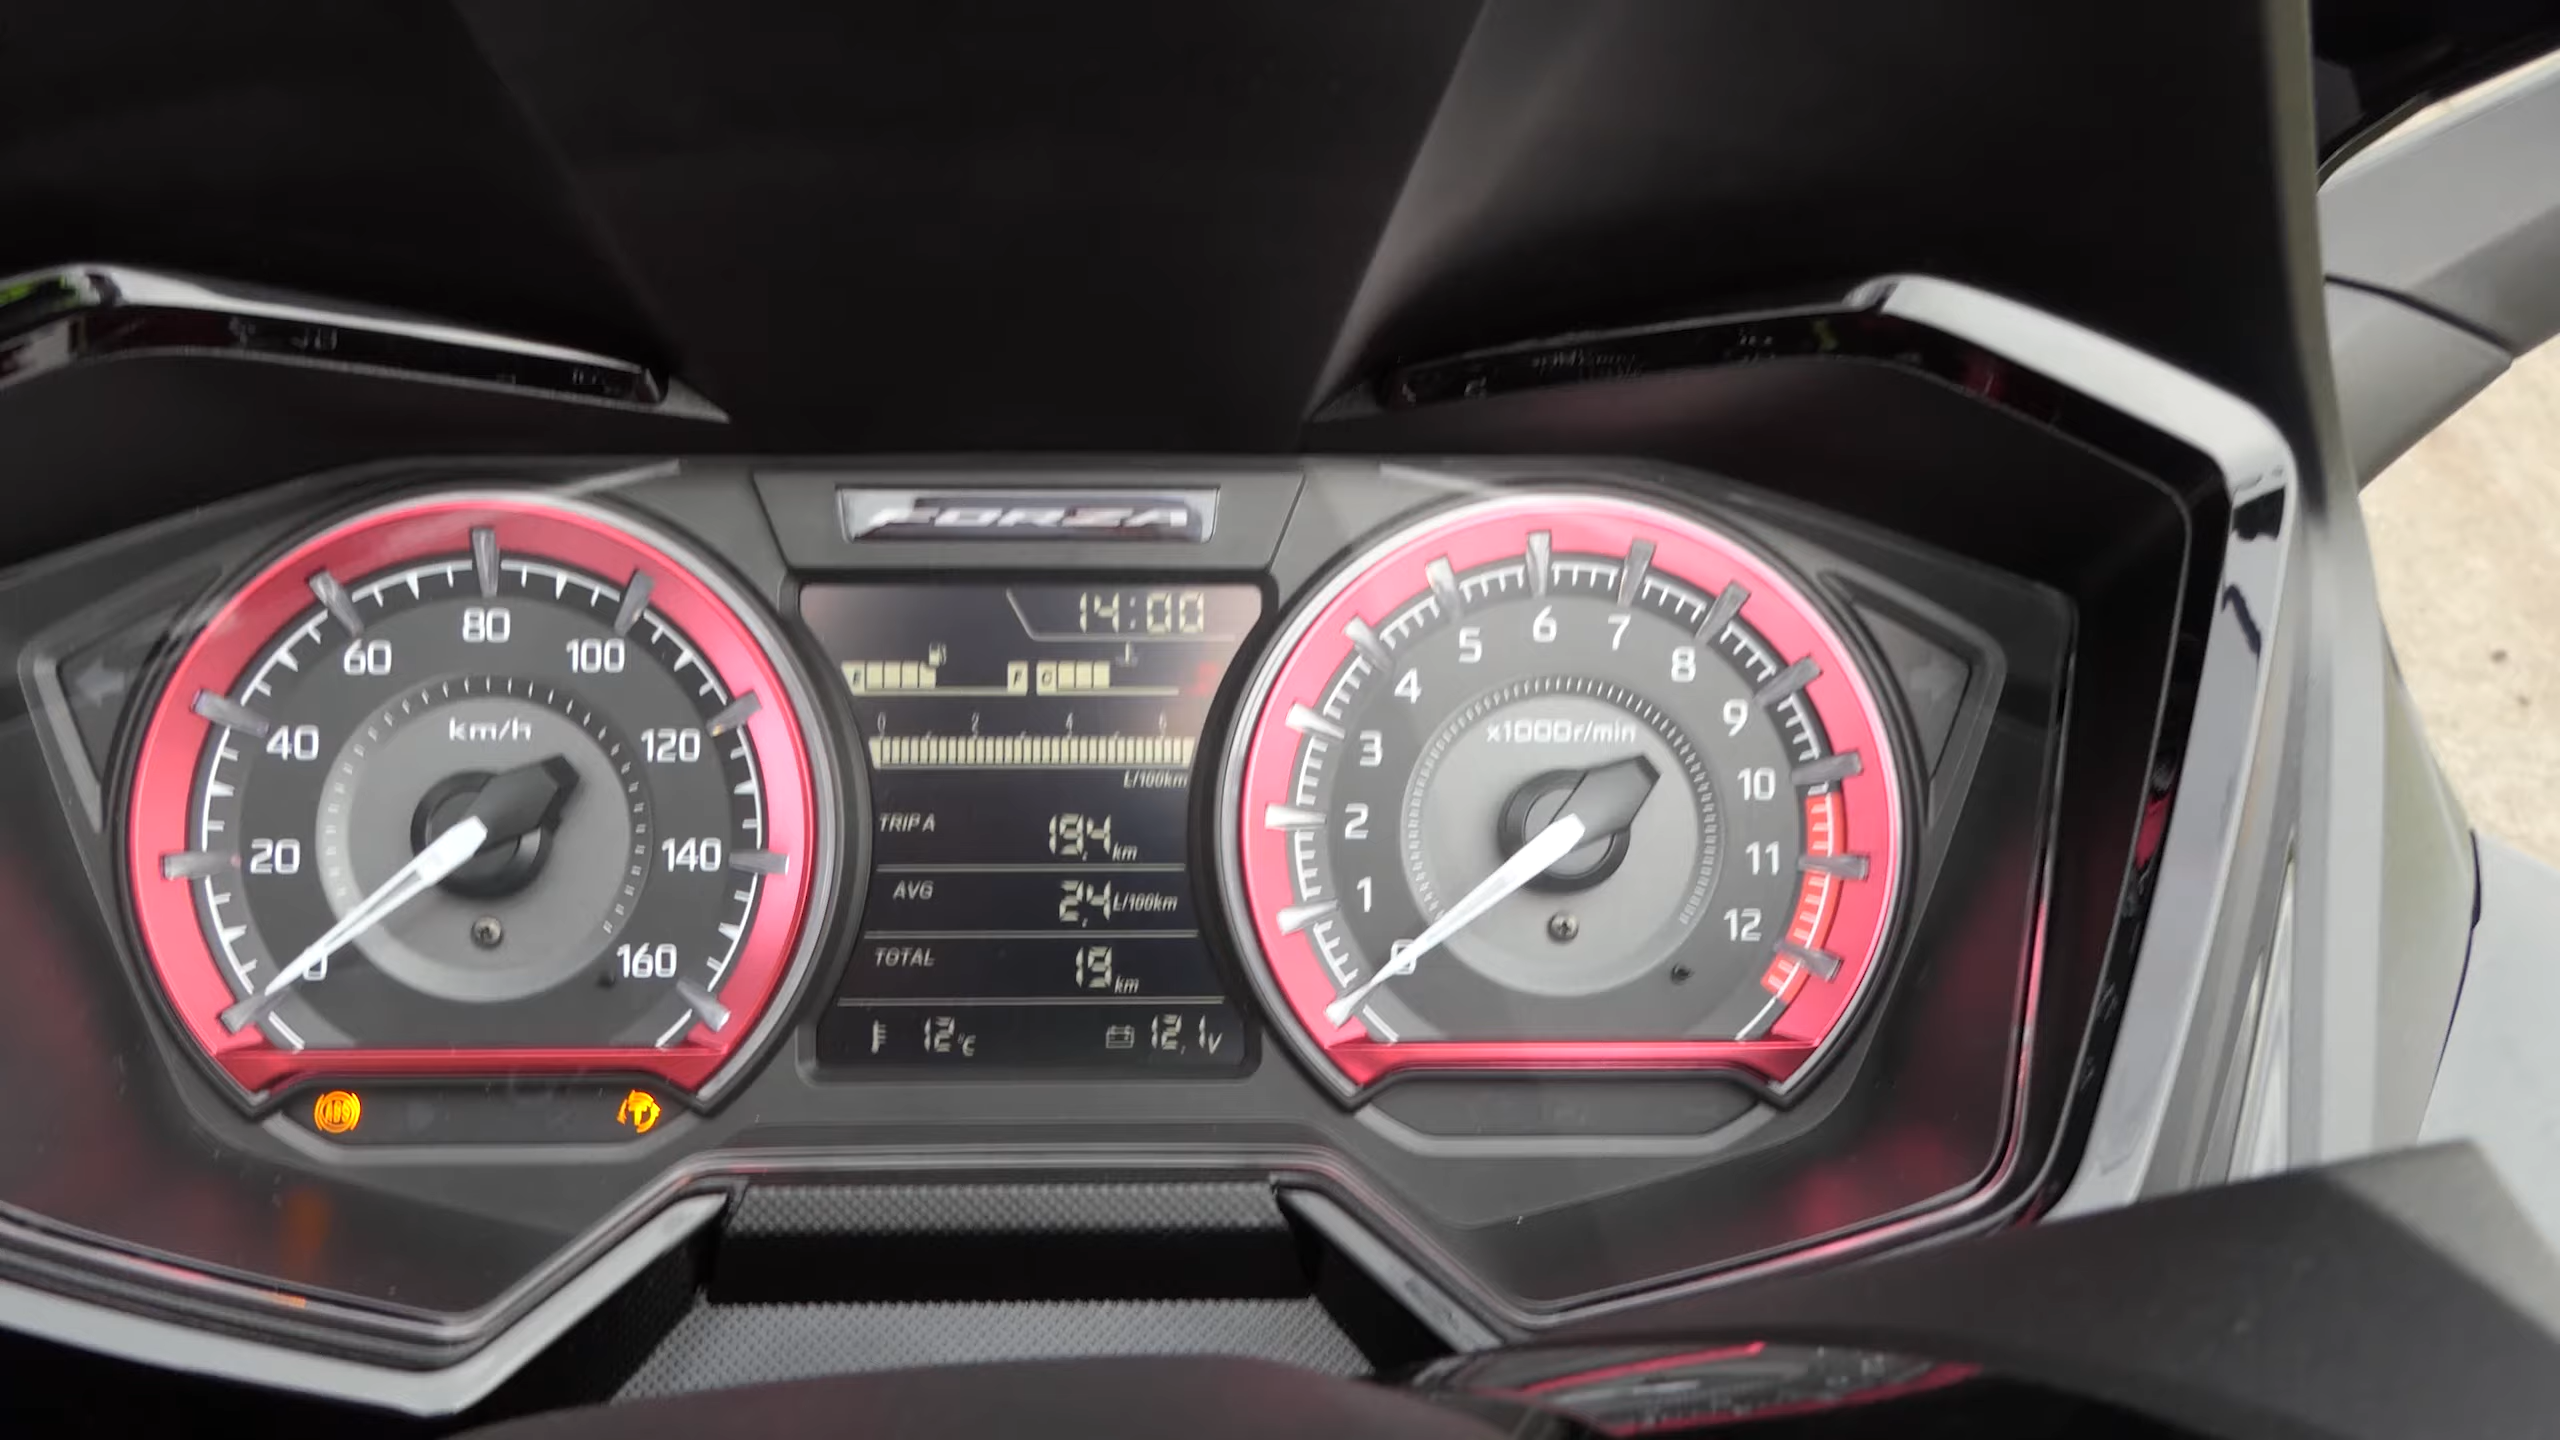 FORZA
14:00
E F C
0 2 4 6
L/100km
TRIP A 19.4 km
AVG 2.4 L/100km
TOTAL 19 km
12 °C 12.1 V
0 20 40 60 80 100 120 140 160
km/h
ABS
T
0 1 2 3 4 5 6 7 8 9 10 11 12
x1000r/min